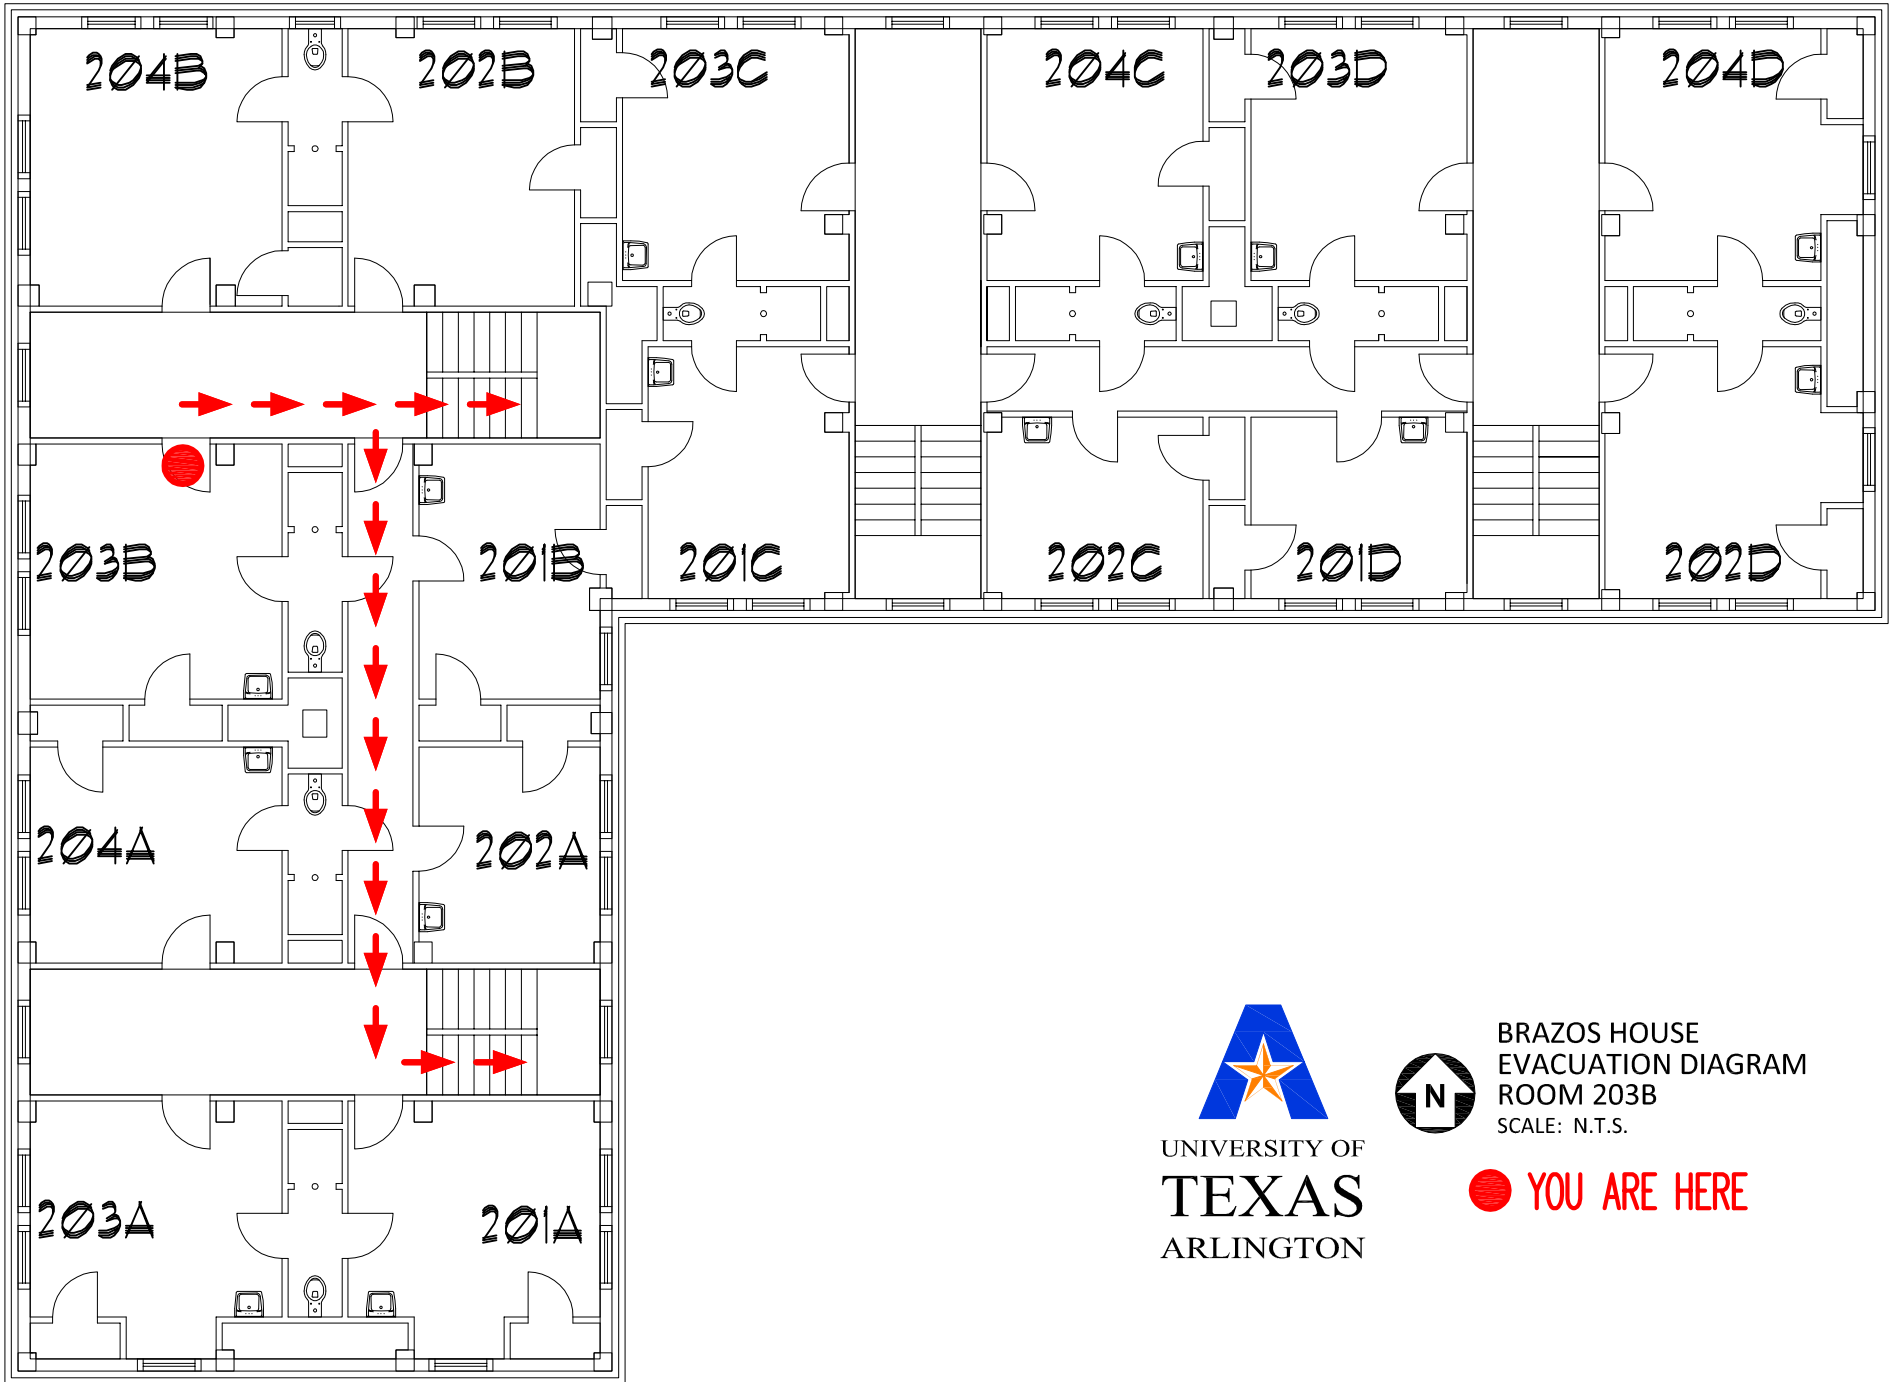 204B
202B
203C
204C
203D
204D
203B
201B
201C
202C
201D
202D
204A
202A
203A
201A
UNIVERSITY OF
TEXAS
ARLINGTON
N
BRAZOS HOUSE
EVACUATION DIAGRAM
ROOM 203B
SCALE: N.T.S.
YOU ARE HERE